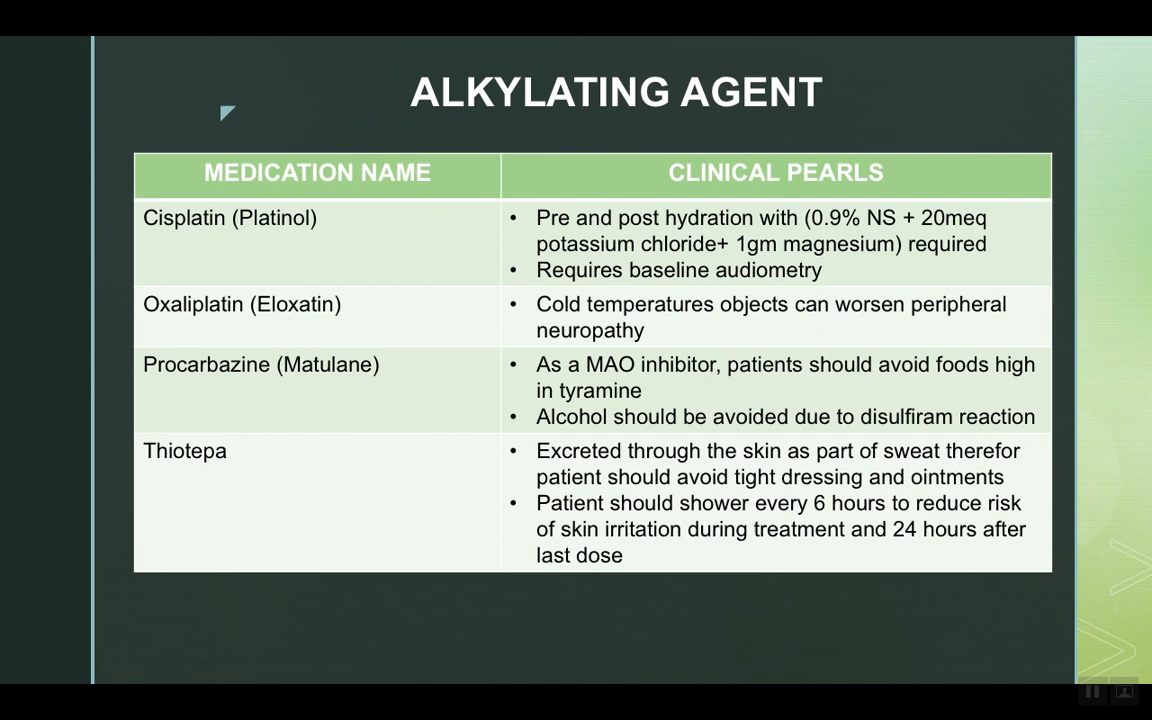 ALKYLATING AGENT
MEDICATION NAME
CLINICAL PEARLS
Cisplatin (Platinol)
• Pre and post hydration with (0.9% NS + 20meq
potassium chloride+ 1gm magnesium) required
• Requires baseline audiometry
Oxaliplatin (Eloxatin)
• Cold temperatures objects can worsen peripheral
neuropathy
Procarbazine (Matulane)
• As a MAO inhibitor, patients should avoid foods high
in tyramine
• Alcohol should be avoided due to disulfiram reaction
Thiotepa
• Excreted through the skin as part of sweat therefor
patient should avoid tight dressing and ointments
• Patient should shower every 6 hours to reduce risk
of skin irritation during treatment and 24 hours after
last dose